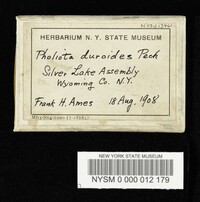 HERBARIUM N. Y. STATE MUSEUM
Pholiota duroides Peck
Silver Lake Assembly
Wyoming Co. N.Y.
Frank H. Ames 18 Aug. 1908
NEW YORK STATE MUSEUM
NYSM 0 000 012 179